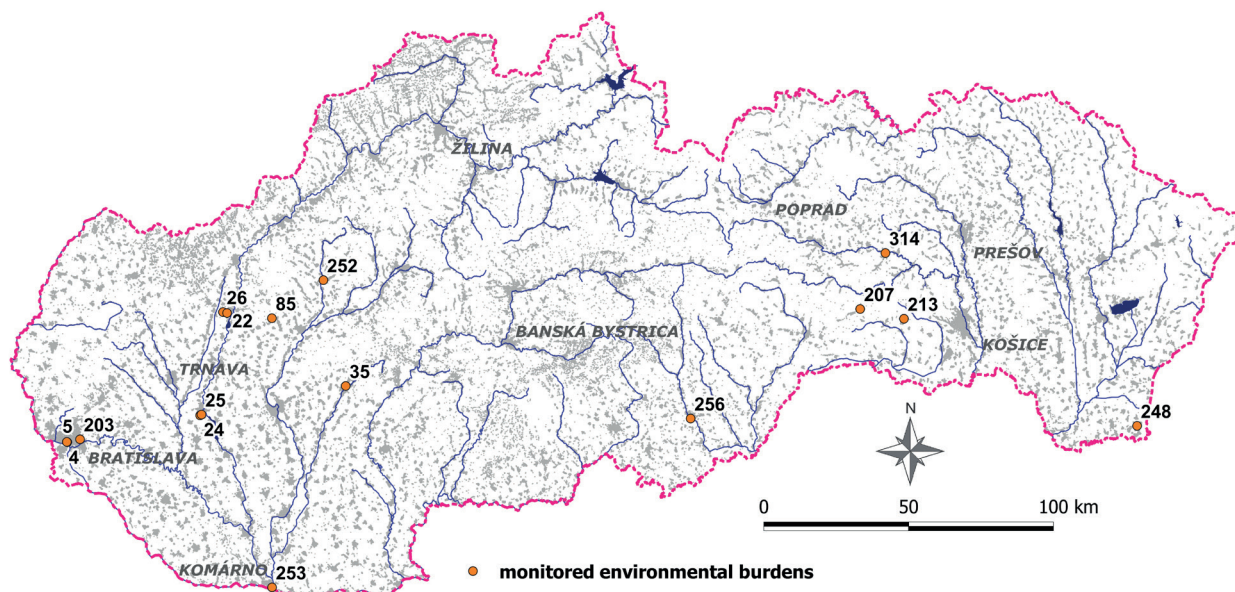 ŽILINA
POPRAD
314
PREŠOV
252
26
85
22
207
213
BANSKÁ BYSTRICA
KOŠICE
TRNAVA
35
25
24
256
248
5
203
4
BRATISLAVA
N
0
50
100 km
KOMÁRNO
253
monitored environmental burdens